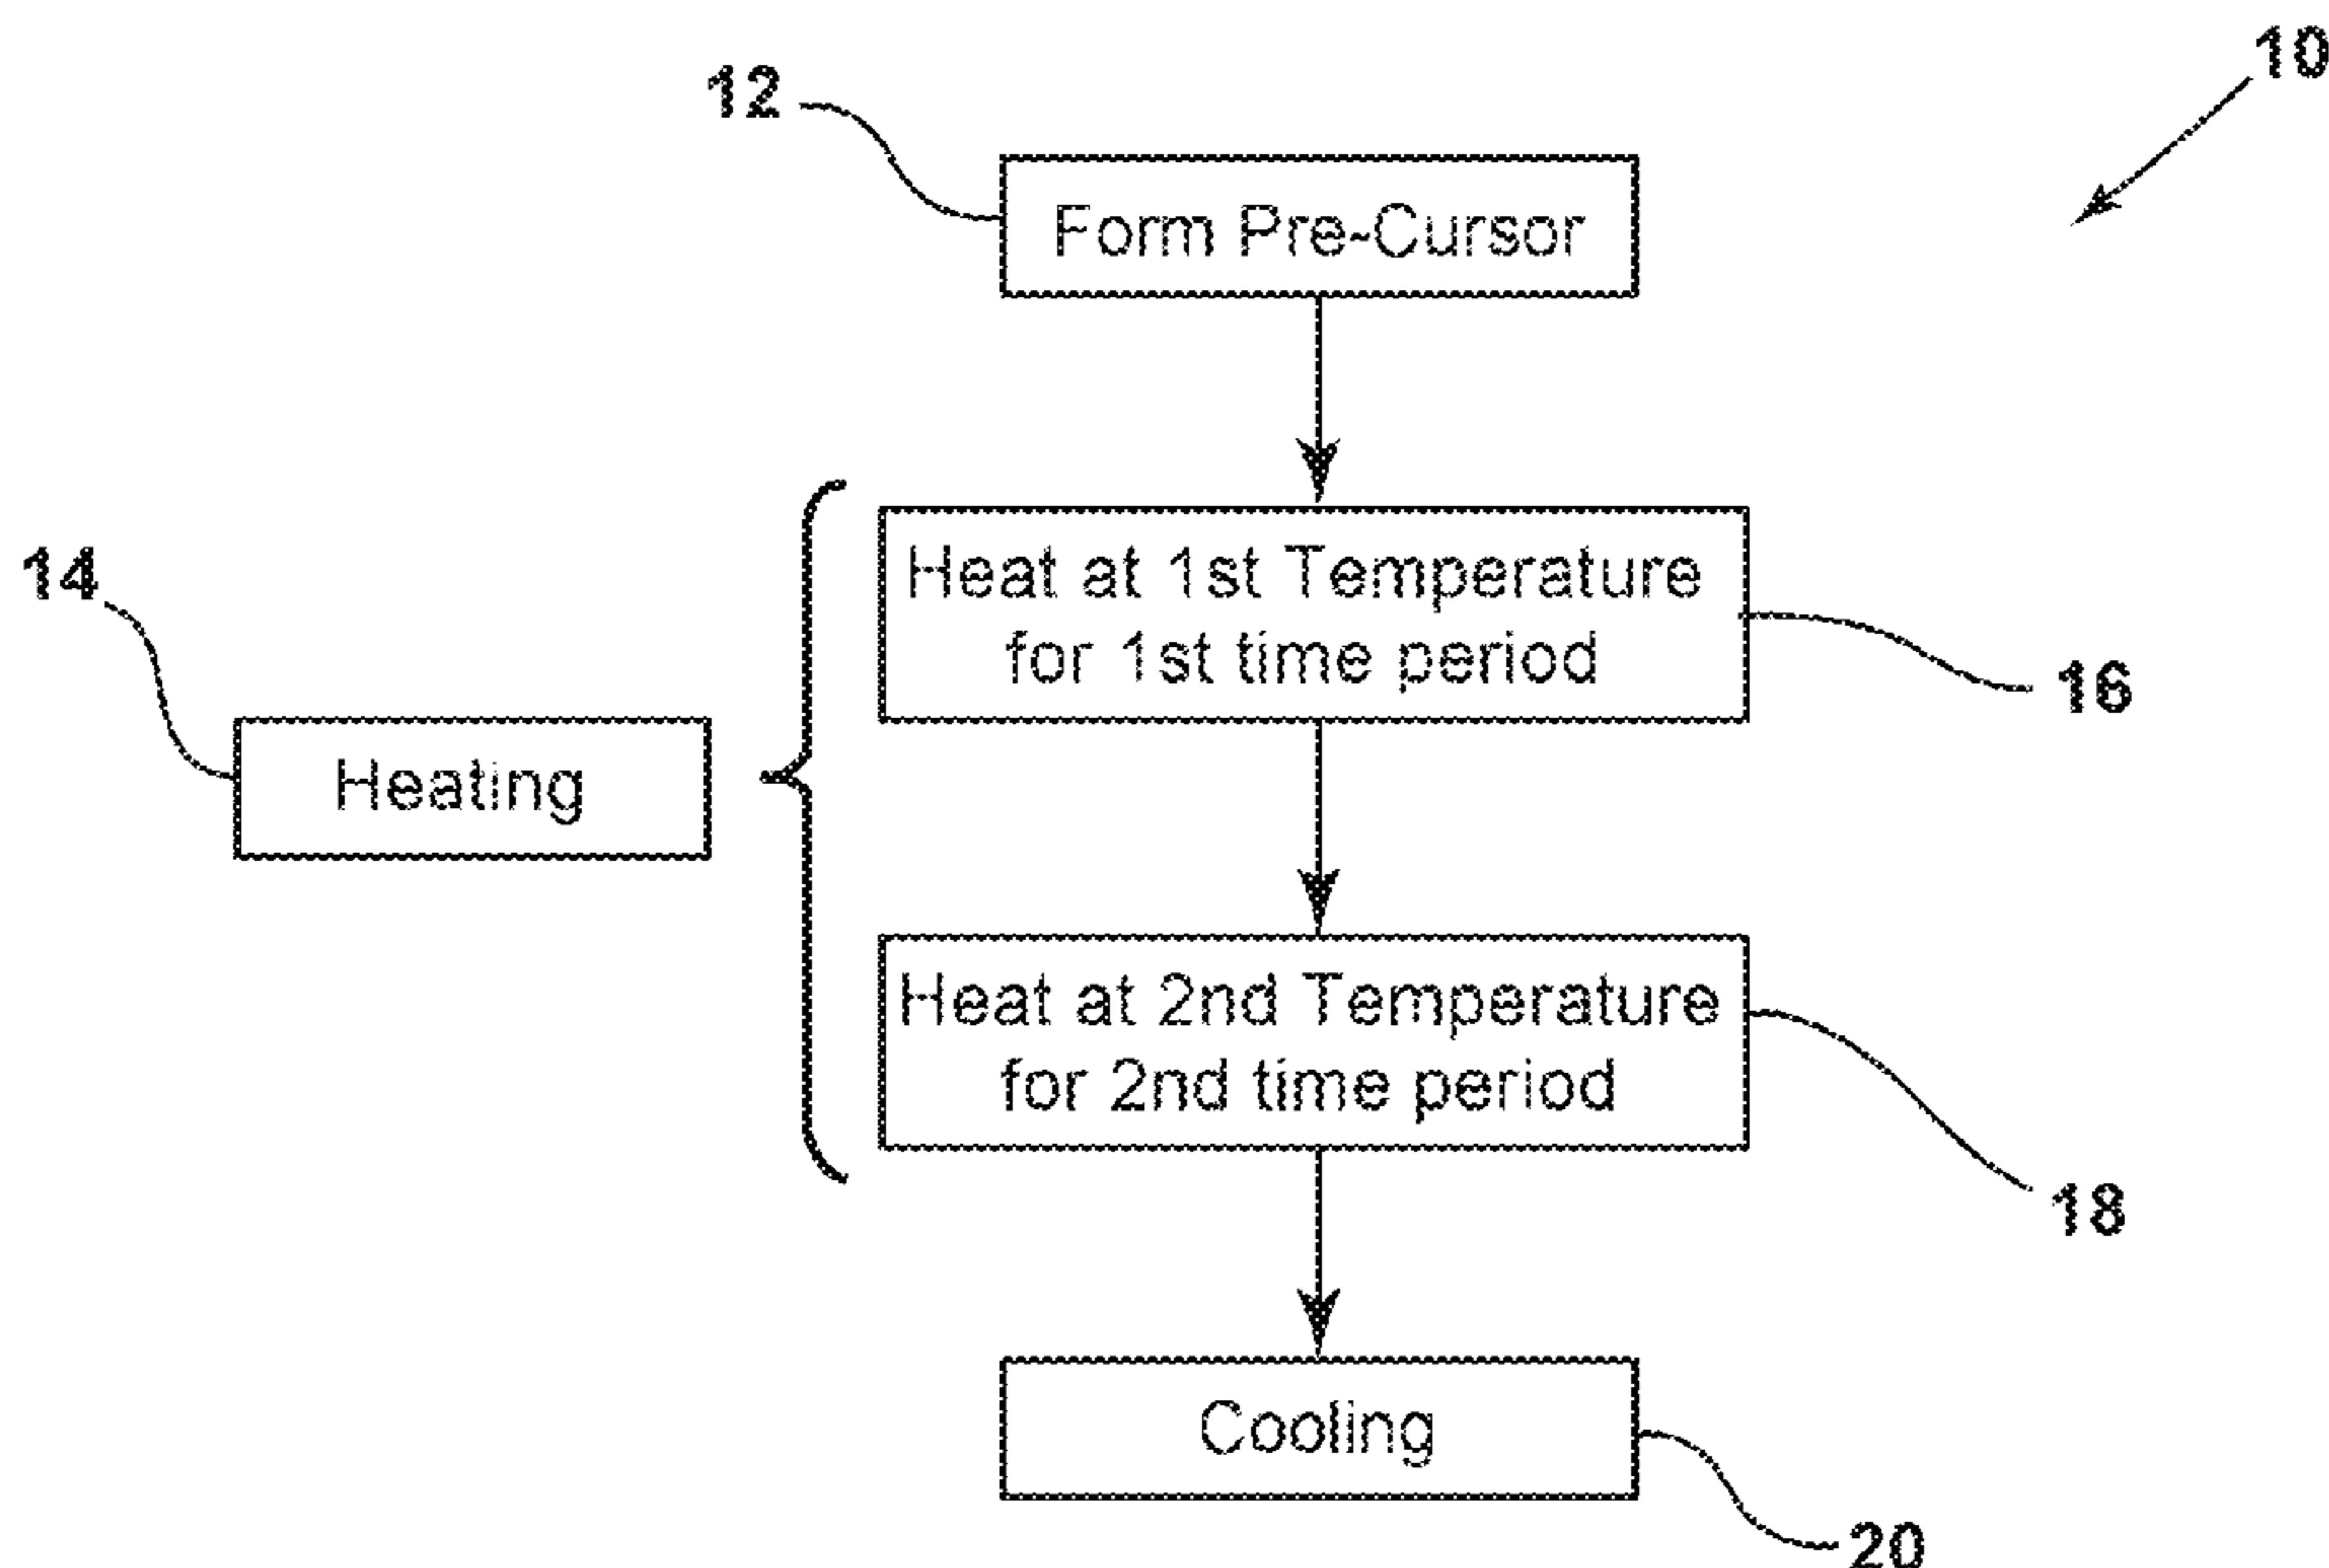 10
12
Form Pre-Cursor
14
Heat at 1st Temperature
for 1st time period
16
Heating
Heat at 2nd Temperature
for 2nd time period
18
Cooling
20